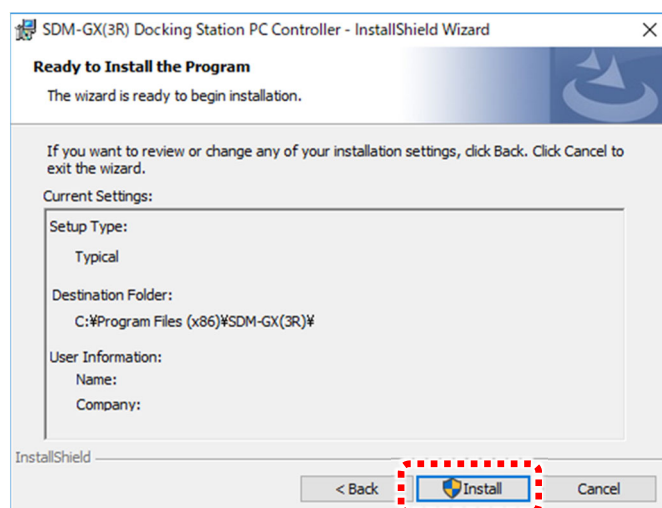 SDM-GX(3R) Docking Station PC Controller - InstallShield Wizard
Ready to Install the Program
The wizard is ready to begin installation.
If you want to review or change any of your installation settings, click Back. Click Cancel to
exit the wizard.
Current Settings:
Setup Type:
Typical
Destination Folder:
C:¥Program Files (x86)¥SDM-GX(3R)¥
User Information:
Name:
Company:
InstallShield
< Back
Install
Cancel